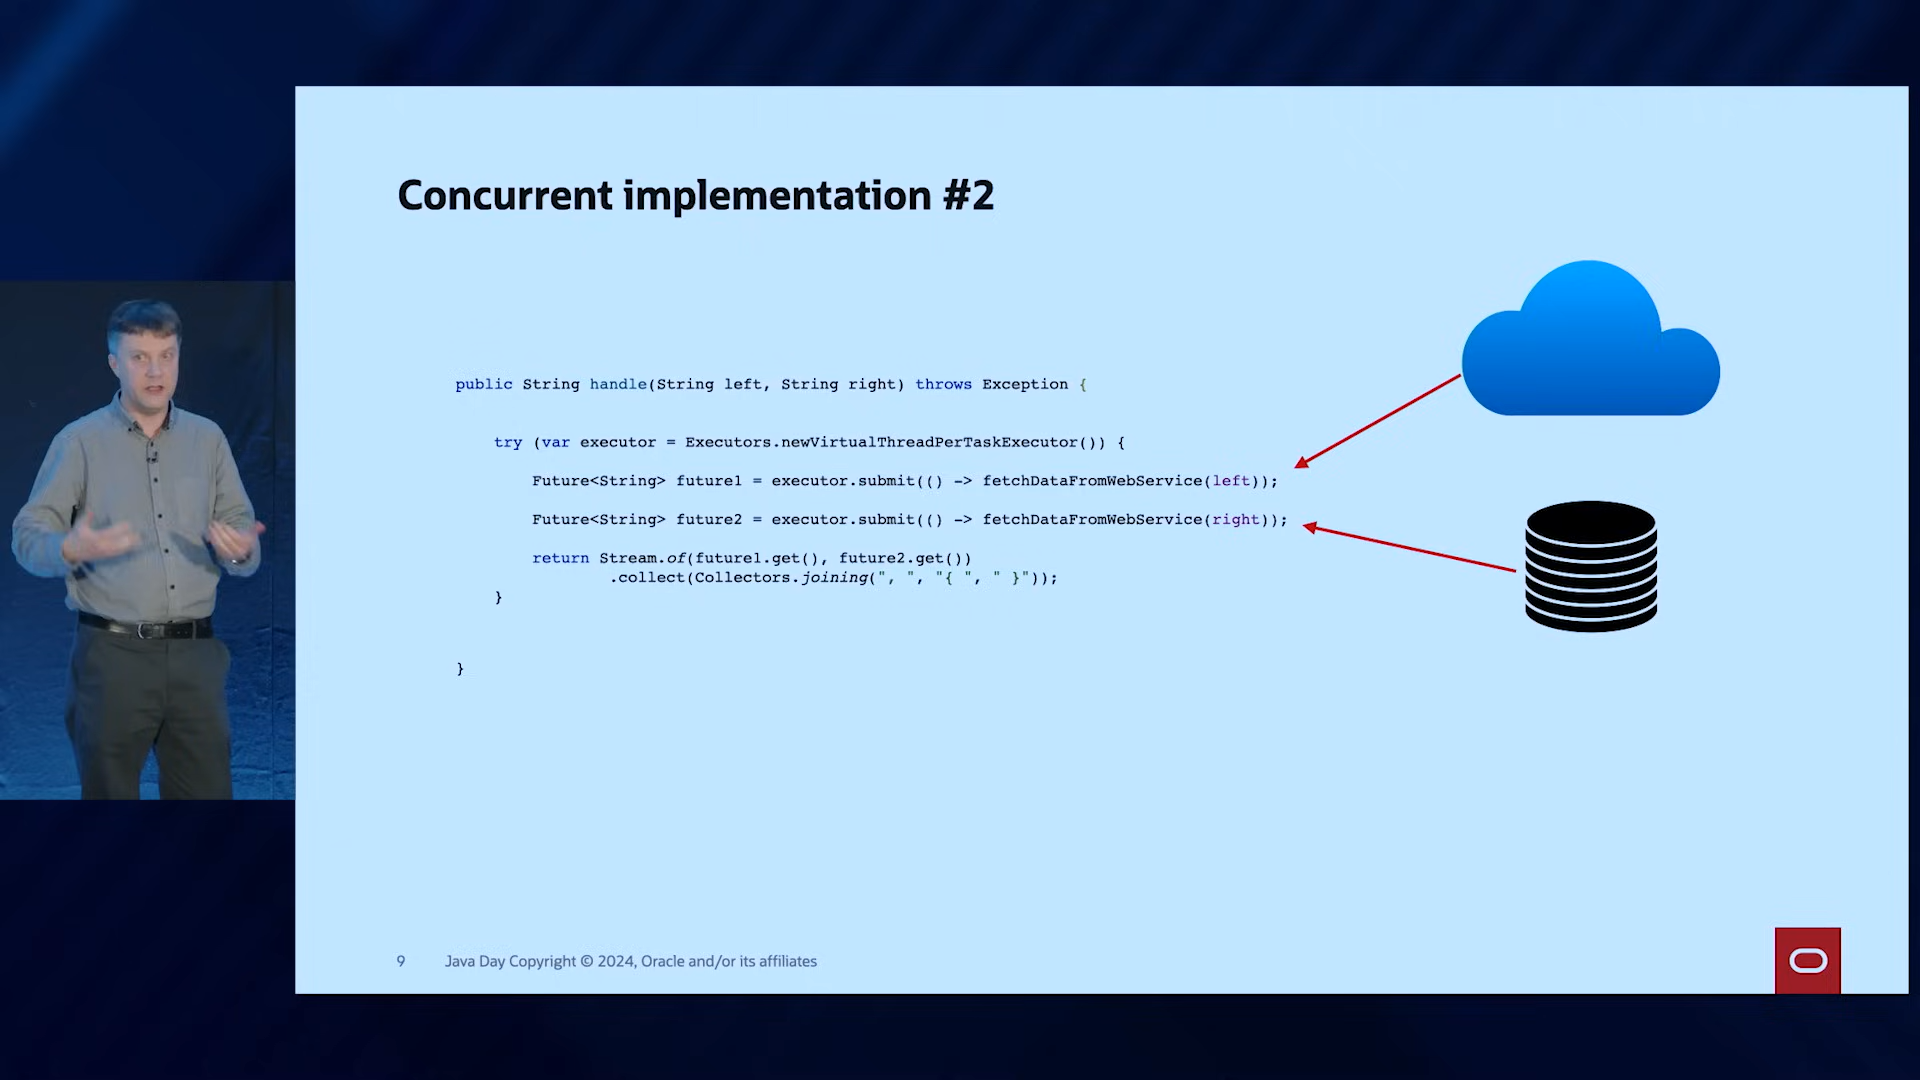 Concurrent implementation #2
public String handle(String left, String right) throws Exception {
try (var executor = Executors.newVirtualThreadPerTaskExecutor()) {
Future<String> future1 = executor.submit(() -> fetchDataFromWebService(left));
Future<String> future2 = executor.submit(() -> fetchDataFromWebService(right));
return Stream.of(future1.get(), future2.get())
.collect(Collectors.joining(", ", "{ ", " }"));
}
}
9 Java Day Copyright © 2024, Oracle and/or its affiliates